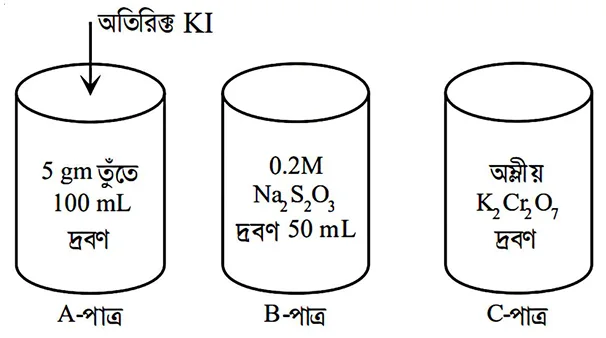 অতিরিক্ত KI
5 gm তুঁতে
100 mL
দ্রবণ
A-পাত্র
0.2M
Na₂S₂O₃
দ্রবণ 50 mL
B-পাত্র
অম্লীয়
K₂Cr₂O₇
দ্রবণ
C-পাত্র